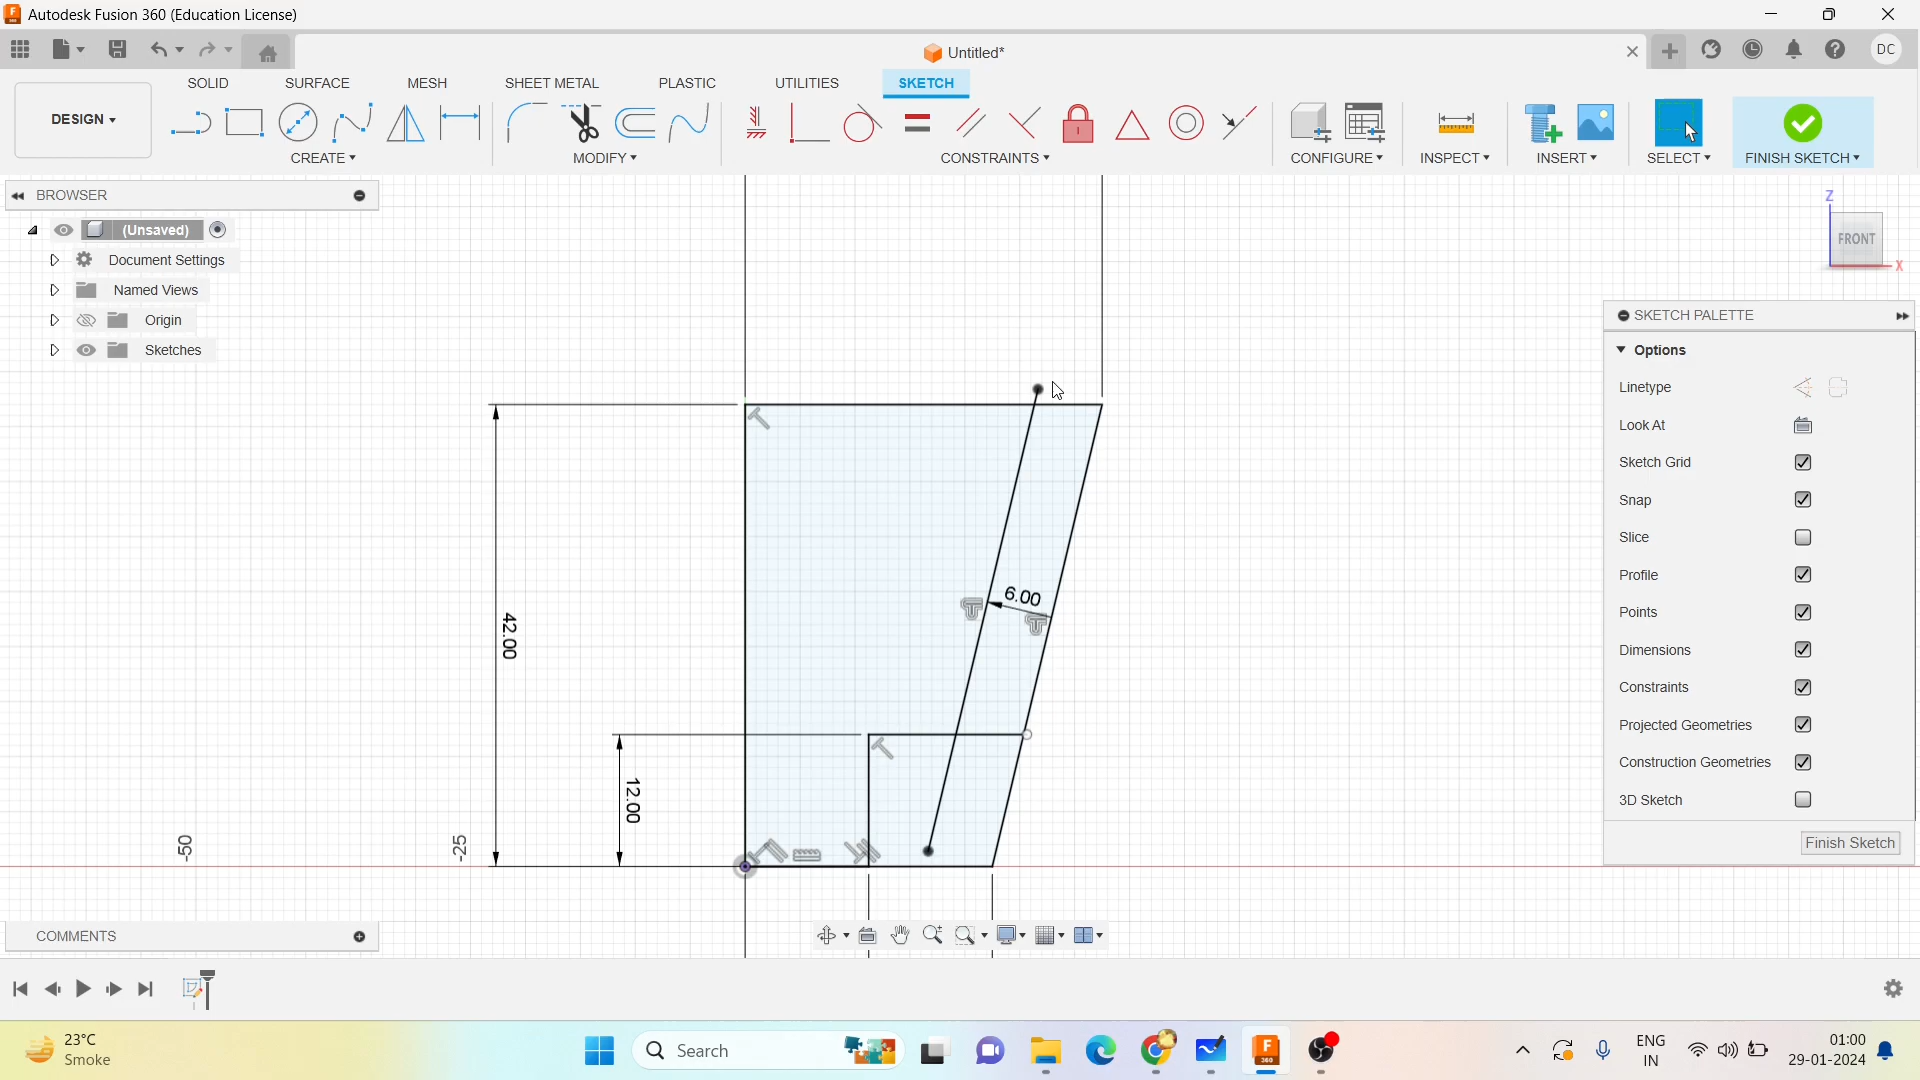 Autodesk Fusion 360 (Education License)
Untitled*
DC
SOLID SURFACE MESH SHEET METAL PLASTIC UTILITIES SKETCH
DESIGN
CREATE MODIFY CONSTRAINTS CONFIGURE INSPECT INSERT SELECT FINISH SKETCH
BROWSER
(Unsaved)
Document Settings
Named Views
Origin
Sketches
Z
FRONT
X
SKETCH PALETTE
Options
Linetype
Look At
Sketch Grid
Snap
Slice
Profile
Points
Dimensions
Constraints
Projected Geometries
Construction Geometries
3D Sketch
Finish Sketch
6.00
42.00
12.00
-50
-25
COMMENTS
23°C
Smoke
Search
F
360
ENG
IN
01:00
29-01-2024